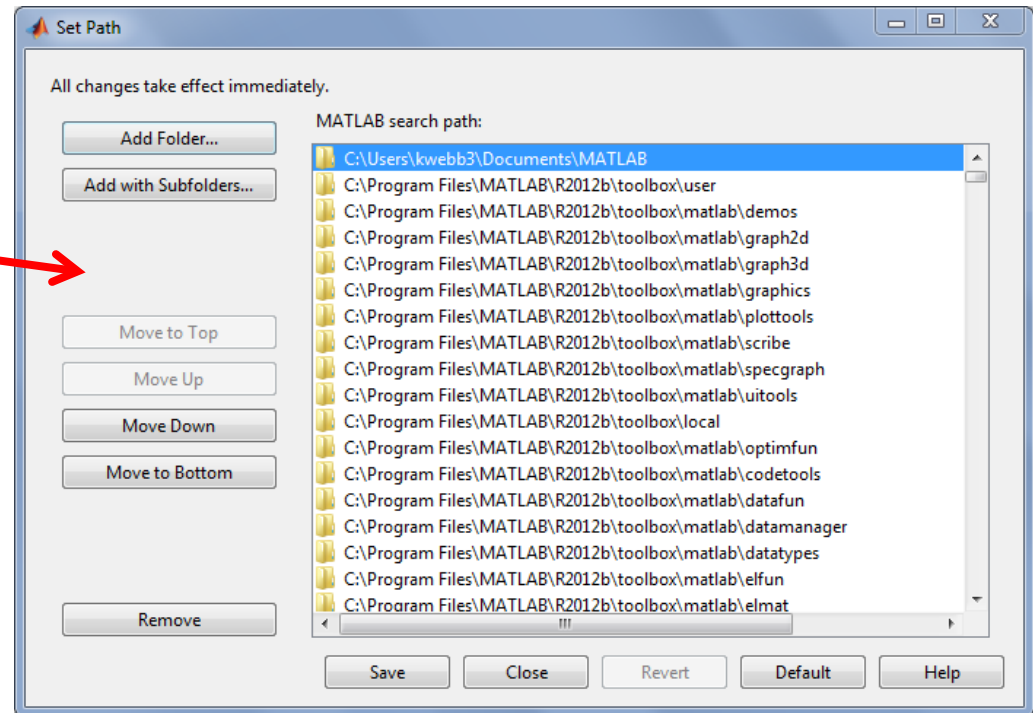 Set Path
All changes take effect immediately.
Add Folder...
Add with Subfolders...
Move to Top
Move Up
Move Down
Move to Bottom
Remove
MATLAB search path:
C:\Users\kwebb3\Documents\MATLAB
C:\Program Files\MATLAB\R2012b\toolbox\user
C:\Program Files\MATLAB\R2012b\toolbox\matlab\demos
C:\Program Files\MATLAB\R2012b\toolbox\matlab\graph2d
C:\Program Files\MATLAB\R2012b\toolbox\matlab\graph3d
C:\Program Files\MATLAB\R2012b\toolbox\matlab\graphics
C:\Program Files\MATLAB\R2012b\toolbox\matlab\plottools
C:\Program Files\MATLAB\R2012b\toolbox\matlab\scribe
C:\Program Files\MATLAB\R2012b\toolbox\matlab\specgraph
C:\Program Files\MATLAB\R2012b\toolbox\matlab\uitools
C:\Program Files\MATLAB\R2012b\toolbox\local
C:\Program Files\MATLAB\R2012b\toolbox\matlab\optimfun
C:\Program Files\MATLAB\R2012b\toolbox\matlab\codetools
C:\Program Files\MATLAB\R2012b\toolbox\matlab\datafun
C:\Program Files\MATLAB\R2012b\toolbox\matlab\datamanager
C:\Program Files\MATLAB\R2012b\toolbox\matlab\datatypes
C:\Program Files\MATLAB\R2012b\toolbox\matlab\elfun
C:\Program Files\MATLAB\R2012b\toolbox\matlab\elmat
Save Close Revert Default Help